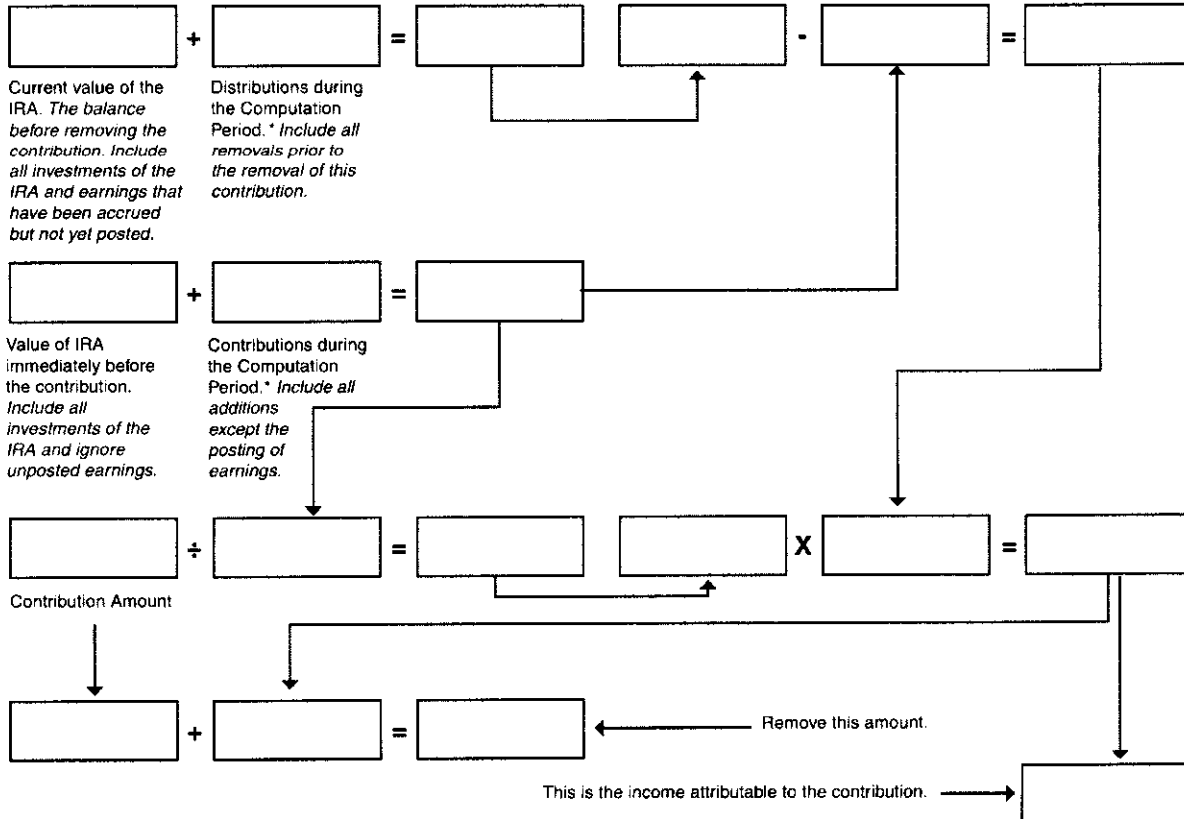 + = - =
Current value of the
IRA. The balance
before removing the
contribution. Include
all investments of the
IRA and earnings that
have been accrued
but not yet posted.
Distributions during
the Computation
Period.* Include all
removals prior to
the removal of this
contribution.
+ =
Value of IRA
immediately before
the contribution.
Include all
investments of the
IRA and ignore
unposted earnings.
Contributions during
the Computation
Period.* Include all
additions
except the
posting of
earnings.
÷ = X =
Contribution Amount
+ =
Remove this amount.
This is the income attributable to the contribution.